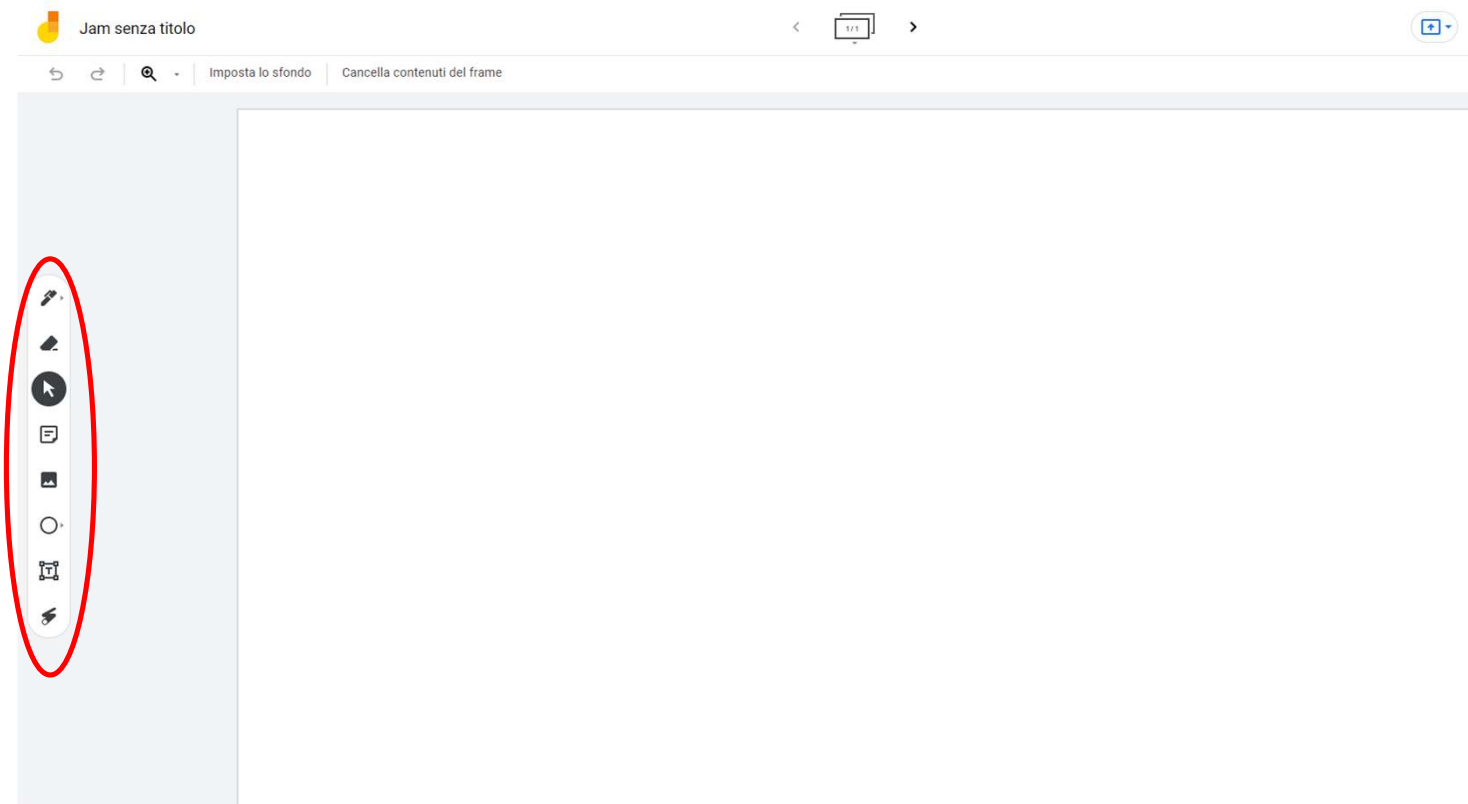 Jam senza titolo
1/1
Imposta lo sfondo
Cancella contenuti del frame
T